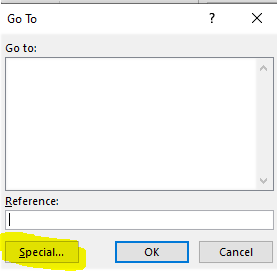 Go To ? ×
Go to:
Reference:
Special... OK Cancel